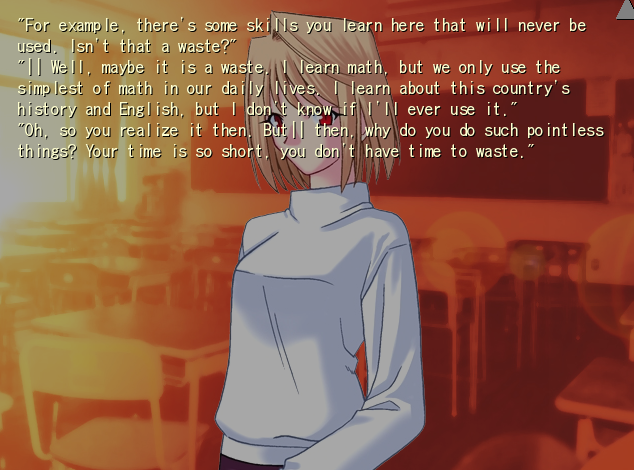 "For example, there's some skills you learn here that will never be
used. Isn't that a waste?"
"|| Well, maybe it is a waste. I learn math, but we only use the
simplest of math in our daily lives. I learn about this country's
history and English, but I don't know if I'll ever use it."
"Oh, so you realize it then. But|| then, why do you do such pointless
things? Your time is so short, you don't have time to waste."